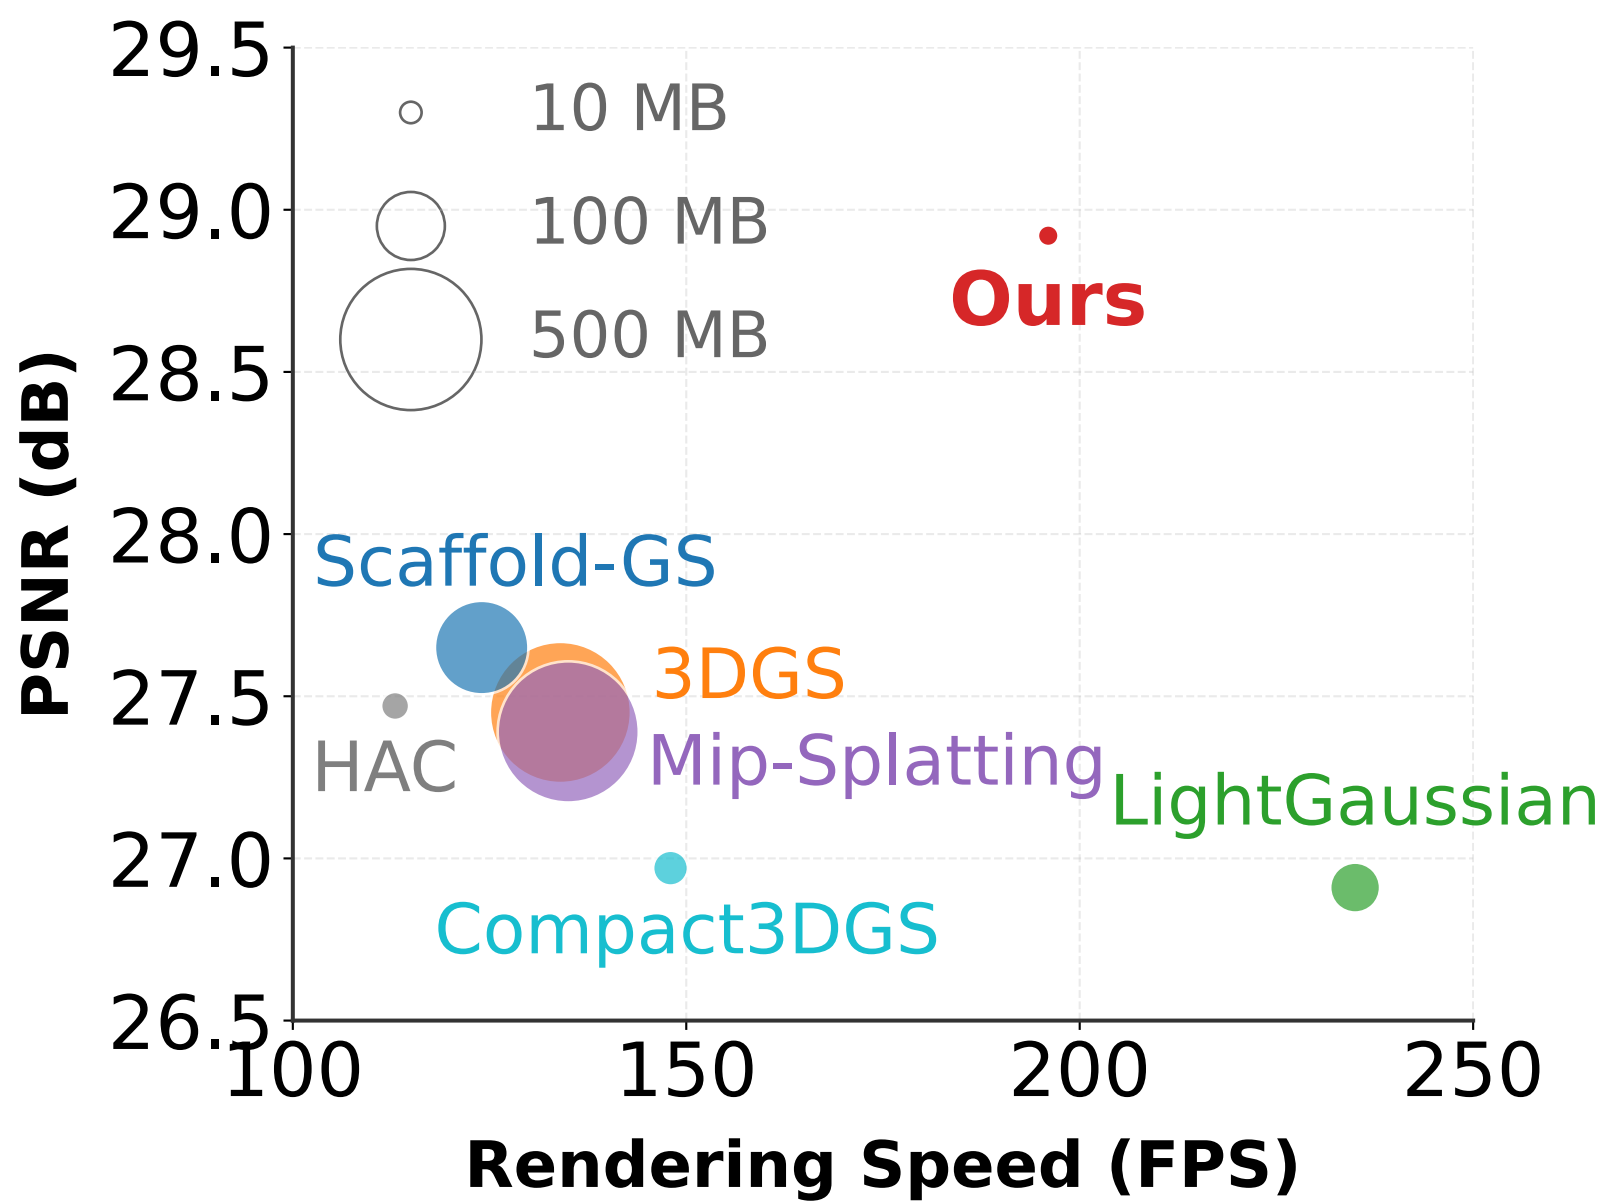 29.5
29.0
28.5
28.0
27.5
27.0
26.5
PSNR (dB)
10 MB
100 MB
500 MB
Ours
Scaffold-GS
3DGS
HAC
Mip-Splatting
LightGaussian
Compact3DGS
100 150 200 250
Rendering Speed (FPS)